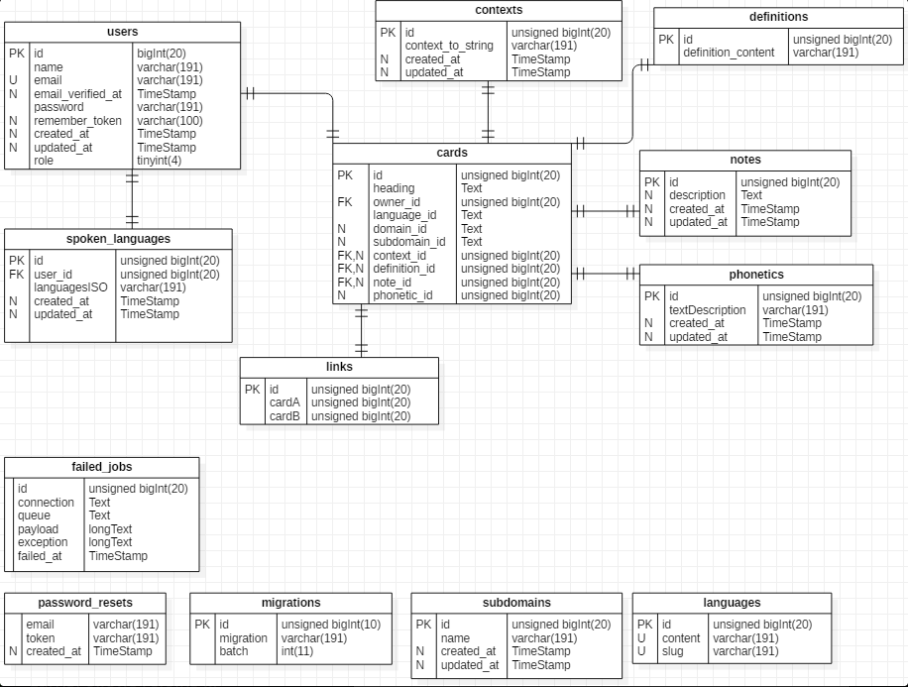 users
PK id bigInt(20)
name varchar(191)
U email varchar(191)
N email_verified_at TimeStamp
password varchar(191)
N remember_token varchar(100)
N created_at TimeStamp
N updated_at TimeStamp
role tinyint(4)
contexts
PK id unsigned bigInt(20)
context_to_string varchar(191)
N created_at TimeStamp
N updated_at TimeStamp
definitions
PK id unsigned bigInt(20)
definition_content varchar(191)
cards
PK id unsigned bigInt(20)
heading Text
FK owner_id unsigned bigInt(20)
language_id Text
N domain_id Text
N subdomain_id Text
FK,N context_id unsigned bigInt(20)
FK,N definition_id unsigned bigInt(20)
FK,N note_id unsigned bigInt(20)
N phonetic_id unsigned bigInt(20)
notes
PK id unsigned bigInt(20)
N description Text
N created_at TimeStamp
N updated_at TimeStamp
spoken_languages
PK id unsigned bigInt(20)
FK user_id unsigned bigInt(20)
languagesISO varchar(191)
N created_at TimeStamp
N updated_at TimeStamp
phonetics
PK id unsigned bigInt(20)
textDescription varchar(191)
N created_at TimeStamp
N updated_at TimeStamp
links
PK id unsigned bigInt(20)
cardA unsigned bigInt(20)
cardB unsigned bigInt(20)
failed_jobs
id unsigned bigInt(20)
connection Text
queue Text
payload longText
exception longText
failed_at TimeStamp
password_resets
email varchar(191)
token varchar(191)
N created_at TimeStamp
migrations
PK id unsigned bigInt(10)
migration varchar(191)
batch int(11)
subdomains
PK id unsigned bigInt(20)
name varchar(191)
N created_at TimeStamp
N updated_at TimeStamp
languages
PK id unsigned bigInt(20)
U content varchar(191)
U slug varchar(191)